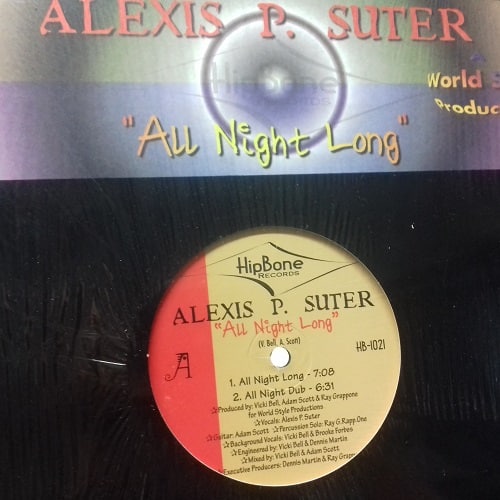 ALEXIS P. SUTER
HipBone
RECORDS
World
"All Night Long"
HipBone
RECORDS
ALEXIS P. SUTER
"All Night Long"
(V. Bell, A. Scott)
HB-1021
A
1. All Night Long - 7:08
2. All Night Dub - 6:31
☆Produced by: Vicki Bell, Adam Scott & Ray Grappone
for World Style Productions
☆Vocals: Alexis P. Suter
☆Guitar: Adam Scott ☆Percussion Solo: Ray G.Rapp.One
☆Background Vocals: Vicki Bell & Brooke Forbes
☆Engineered by: Vicki Bell & Dennis Martin
☆Mixed by: Vicki Bell & Adam Scott
☆Executive Producers: Dennis Martin & Ray